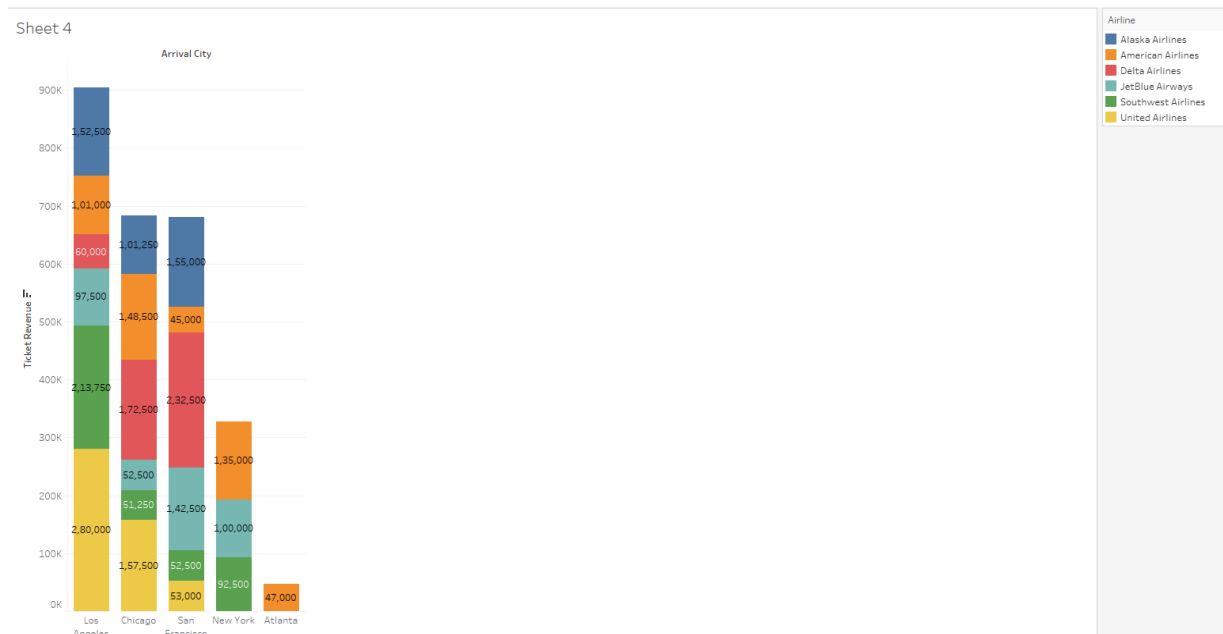 Sheet 4
Arrival City
Ticket Revenue
900K
800K
700K
600K
500K
400K
300K
200K
100K
0K
1,52,500
1,01,000
60,000
97,500
2,13,750
2,80,000
1,01,250
1,48,500
1,72,500
52,500
51,250
1,57,500
1,55,000
45,000
2,32,500
1,42,500
52,500
53,000
1,35,000
1,00,000
92,500
47,000
Los Angeles
Chicago
San Francisco
New York
Atlanta
Airline
Alaska Airlines
American Airlines
Delta Airlines
JetBlue Airways
Southwest Airlines
United Airlines